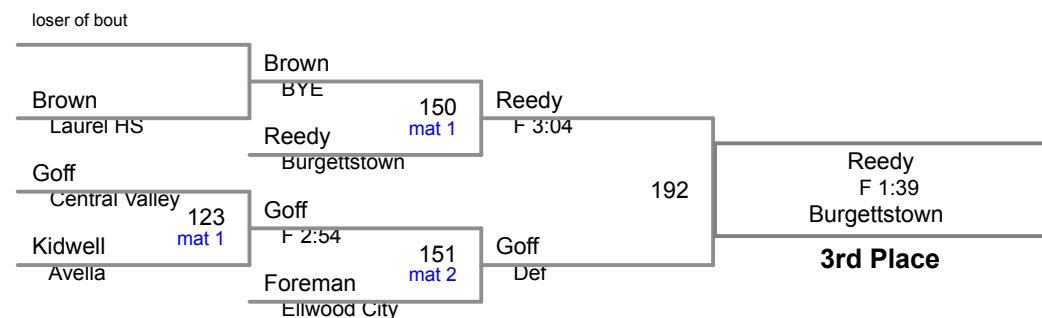 loser of bout
Brown
Laurel HS
Goff
Central Valley
123
mat 1
Kidwell
Avella
Brown
BYE
150
mat 1
Reedy
Burgettstown
Goff
F 2:54
151
mat 2
Foreman
Ellwood City
Reedy
F 3:04
192
Goff
Def
Reedy
F 1:39
Burgettstown
3rd Place